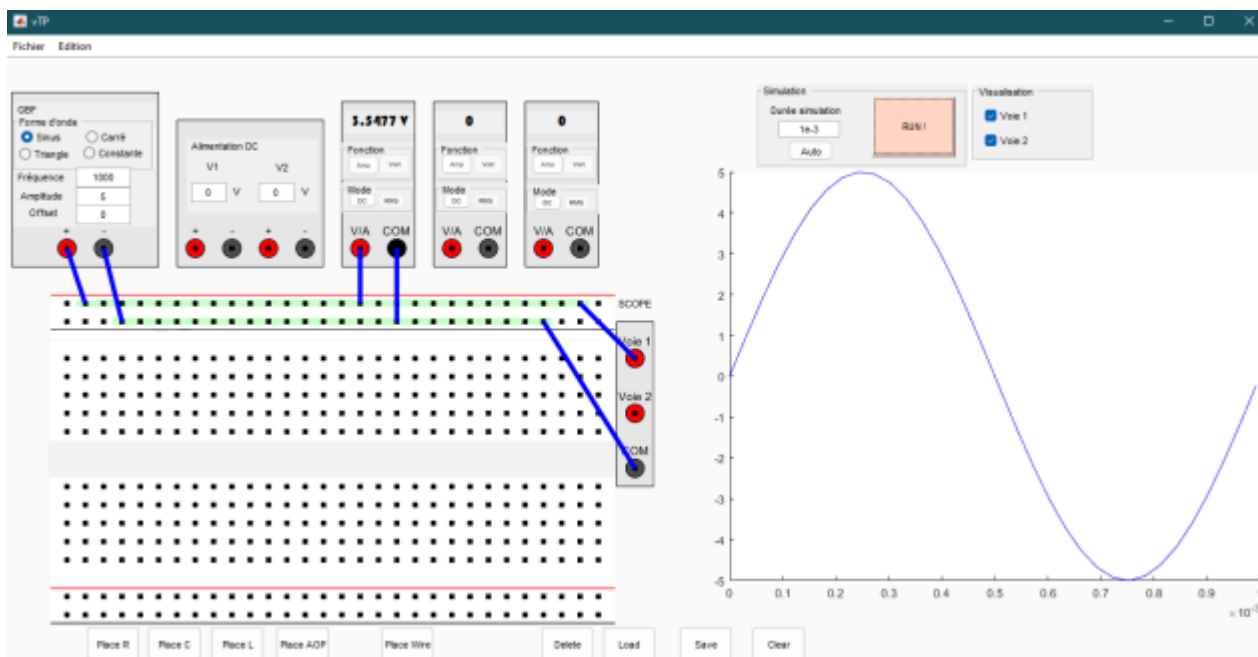 vTP
Fichier Edition
GBF
Forme d'onde
Sinus Carré
Triangle Constante
Fréquence 1000
Amplitude 5
Offset 0
+ -
Alimentation DC
V1 V2
0 V 0 V
+ - + -
3.5477 V
Fonction
Amp Volt
Mode
DC RMS
V/A COM
0
Fonction
Amp Volt
Mode
DC RMS
V/A COM
0
Fonction
Amp Volt
Mode
DC RMS
V/A COM
SCOPE
Voie 1
Voie 2
COM
Simulation
Durée simulation
1e-3
Auto
RUN !
Visualisation
Voie 1
Voie 2
5
4
3
2
1
0
-1
-2
-3
-4
-5
0 0.1 0.2 0.3 0.4 0.5 0.6 0.7 0.8 0.9
Place R Place C Place L Place AOP Place Wire Delete Load Save Clear